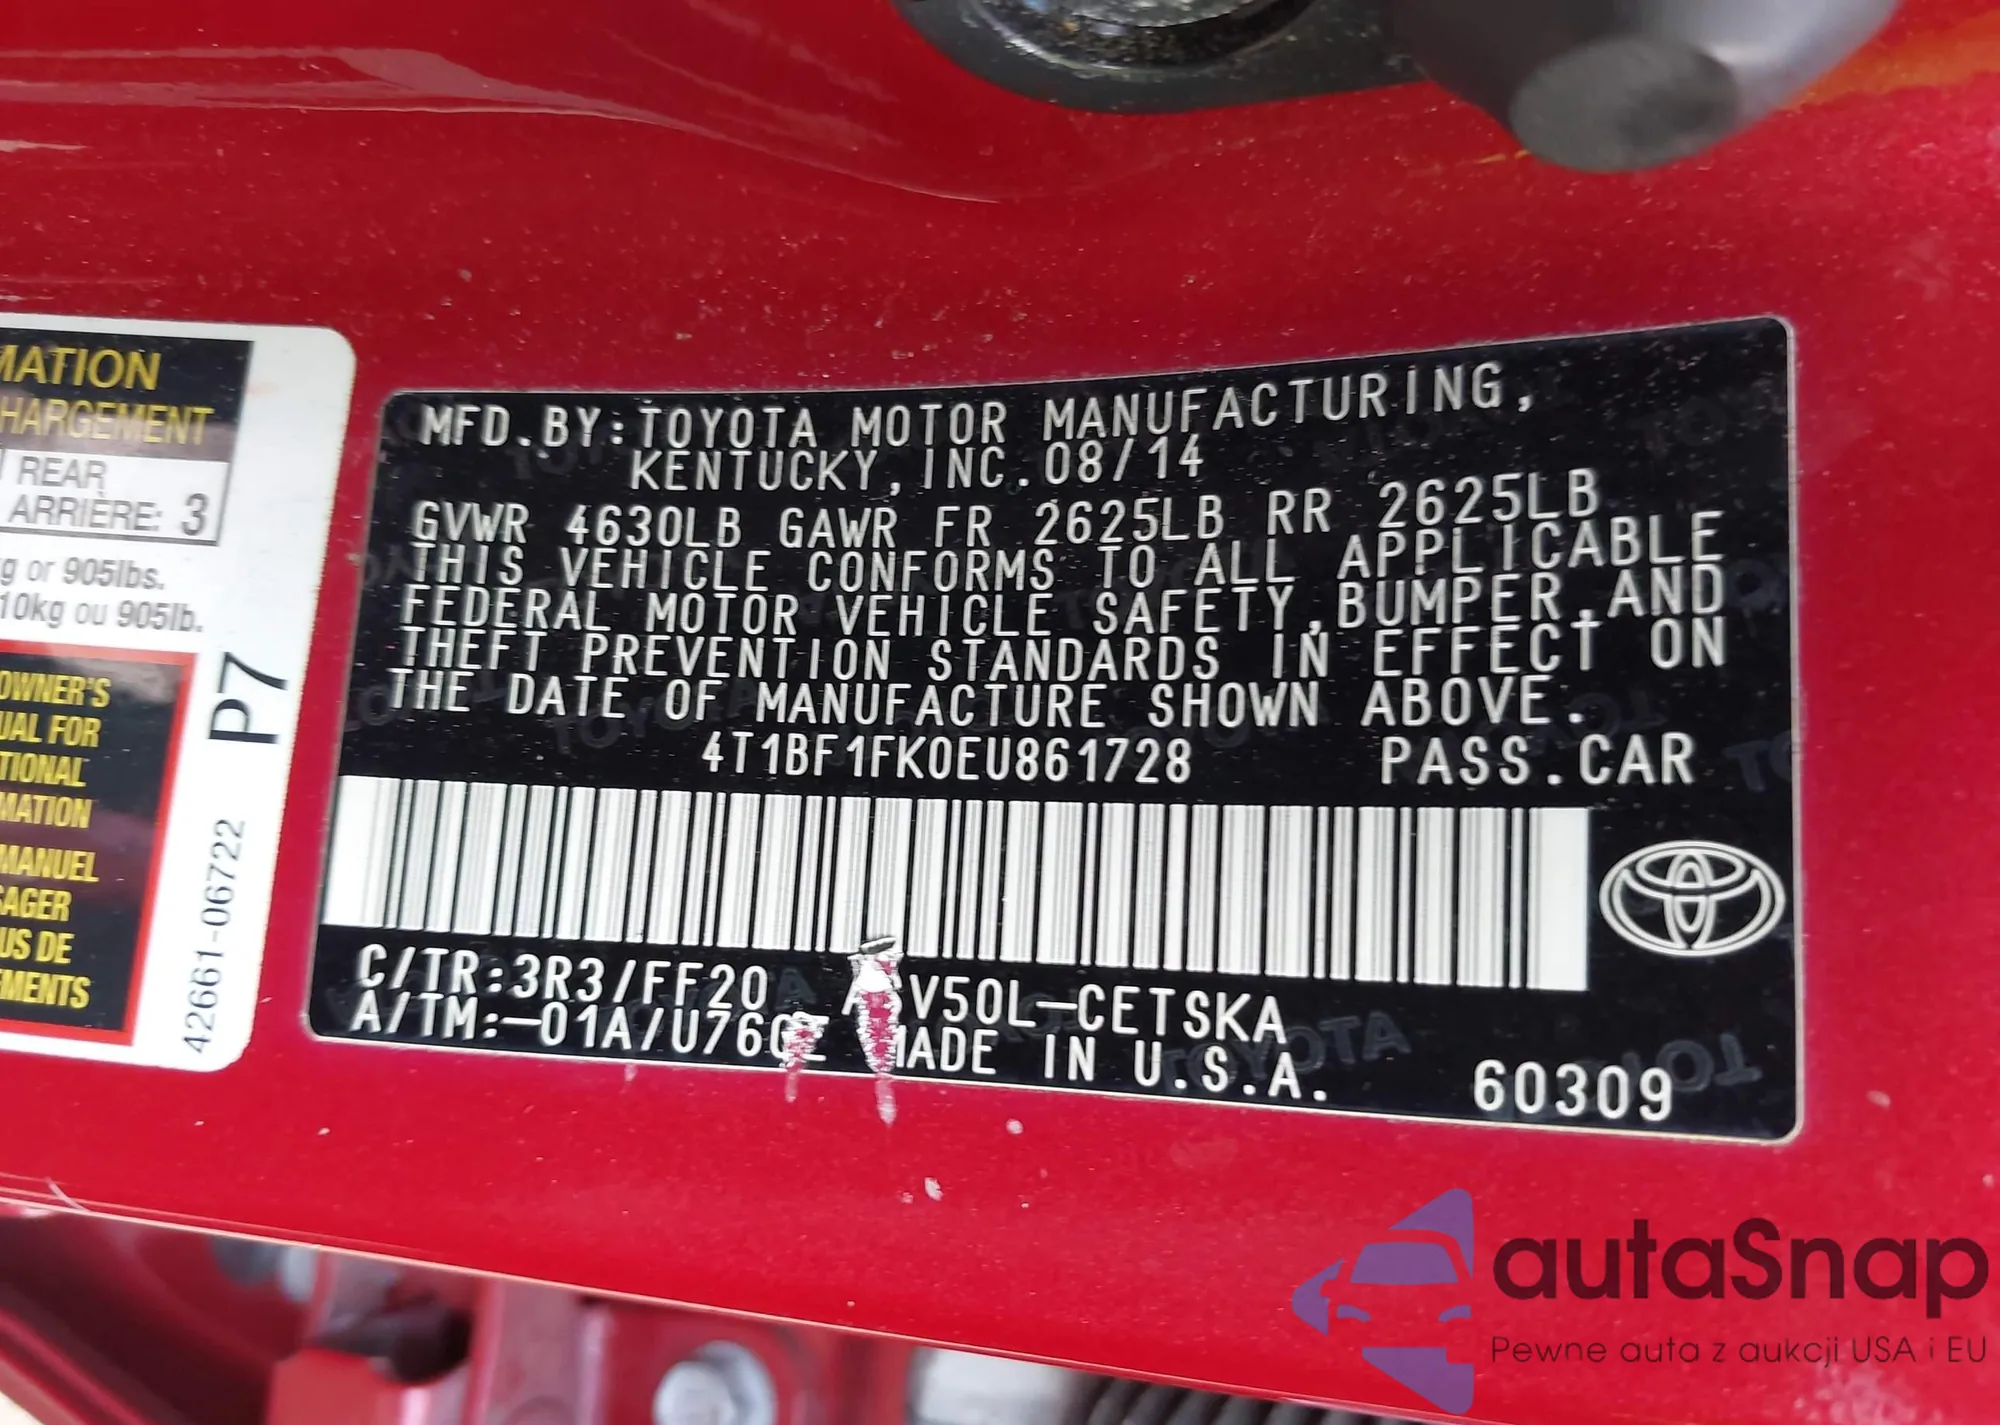 MATION
HARGEMENT
REAR
ARRIÈRE: 3
g or 905lbs.
10kg ou 905lb.
OWNER'S
UAL FOR
TIONAL
MATION
MANUEL
SAGER
US DE
EMENTS
P7
42661-06722
MFD.BY:TOYOTA MOTOR MANUFACTURING,
KENTUCKY, INC. 08/14
GVWR 4630LB GAWR FR 2625LB RR 2625LB
THIS VEHICLE CONFORMS TO ALL APPLICABLE
FEDERAL MOTOR VEHICLE SAFETY,BUMPER,AND
THEFT PREVENTION STANDARDS IN EFFECT ON
THE DATE OF MANUFACTURE SHOWN ABOVE.
4T1BF1FK0EU861728 PASS.CAR
C/TR:3R3/FF20 V50L-CETSKA
A/TM:-01A/ MADE IN U.S.A. 60309
autaSnap
Pewne auta z aukcji USA i EU